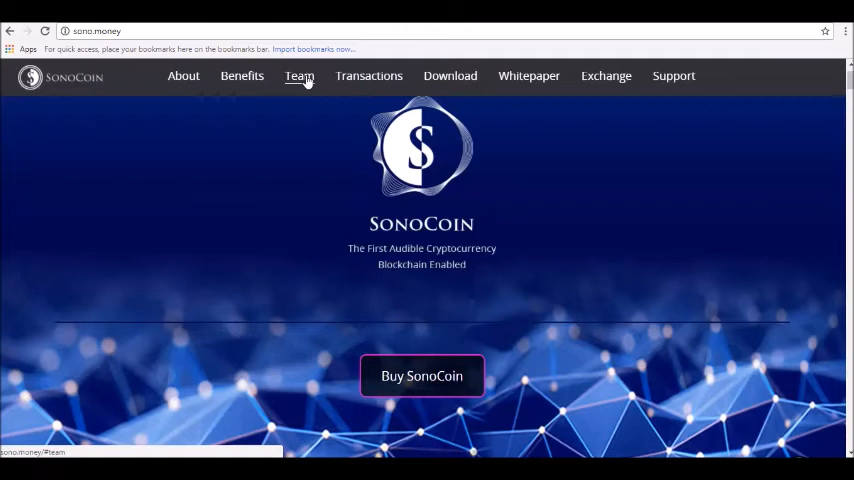 sono.money
Apps For quick access, place your bookmarks here on the bookmarks bar. Import bookmarks now...
SONOCOIN About Benefits Team Transactions Download Whitepaper Exchange Support
S
SONOCOIN
The First Audible Cryptocurrency
Blockchain Enabled
Buy SonoCoin
sono.money/#team